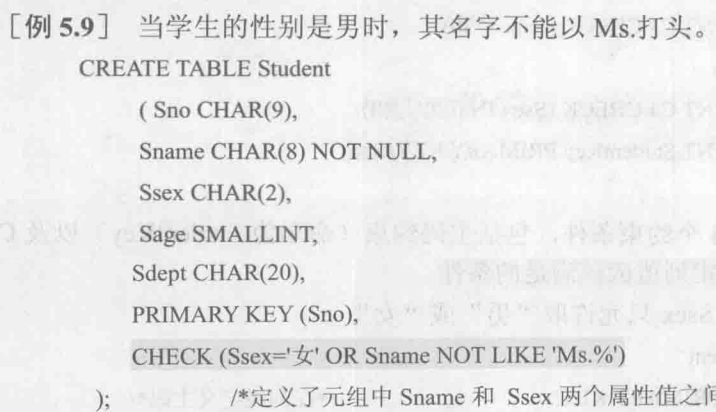 ［例 5.9］ 当学生的性别是男时，其名字不能以 Ms.打头。
CREATE TABLE Student
( Sno CHAR(9),
Sname CHAR(8) NOT NULL,
Ssex CHAR(2),
Sage SMALLINT,
Sdept CHAR(20),
PRIMARY KEY (Sno),
CHECK (Ssex='女' OR Sname NOT LIKE 'Ms.%')
); /*定义了元组中 Sname 和 Ssex 两个属性值之间